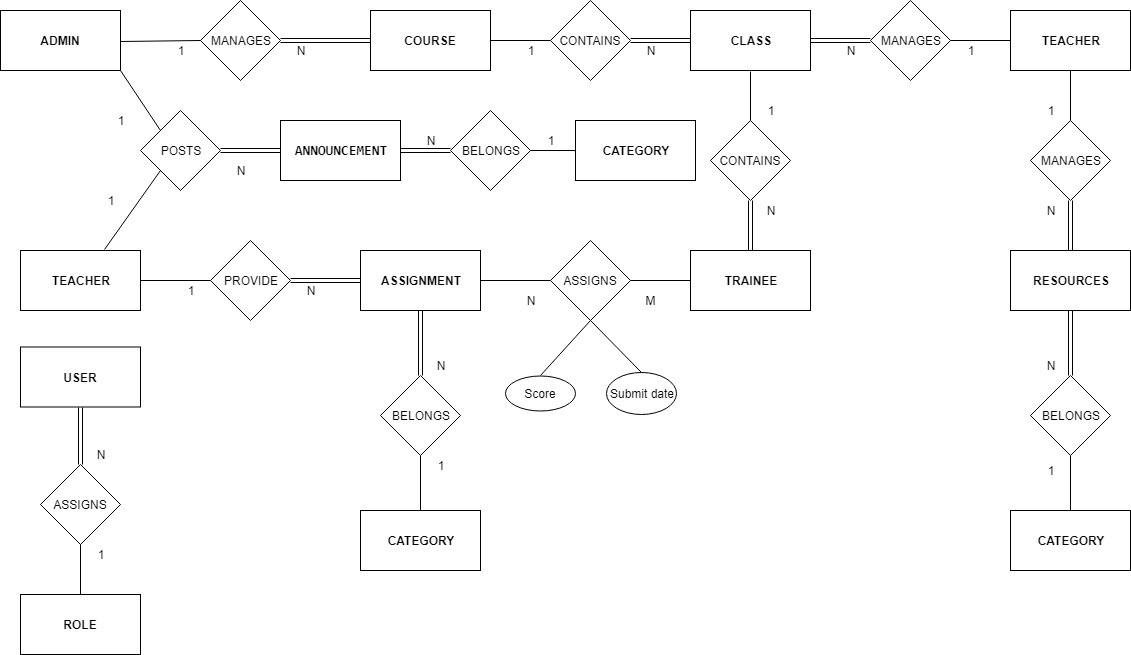 ADMIN
1
MANAGES
N
COURSE
1
CONTAINS
N
CLASS
N
MANAGES
1
TEACHER
1
POSTS
N
ANNOUNCEMENT
N
BELONGS
1
CATEGORY
1
CONTAINS
N
1
MANAGES
N
1
TEACHER
1
PROVIDE
N
ASSIGNMENT
N
ASSIGNS
M
TRAINEE
RESOURCES
USER
N
ASSIGNS
1
ROLE
N
BELONGS
1
CATEGORY
Score
Submit date
N
BELONGS
1
CATEGORY